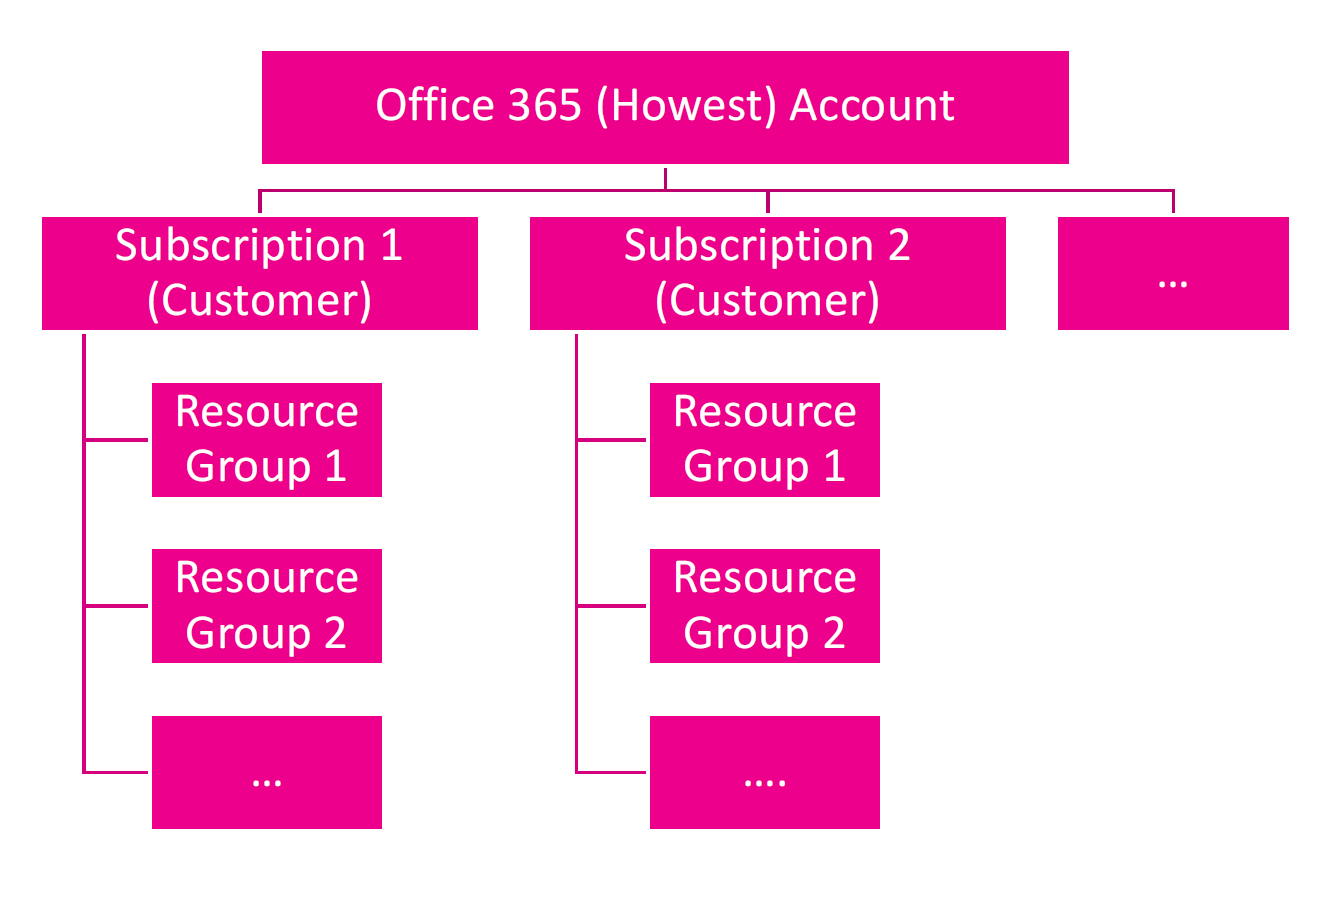 Office 365 (Howest) Account
Subscription 1
(Customer)
Subscription 2
(Customer)
...
Resource
Group 1
Resource
Group 2
...
Resource
Group 1
Resource
Group 2
....